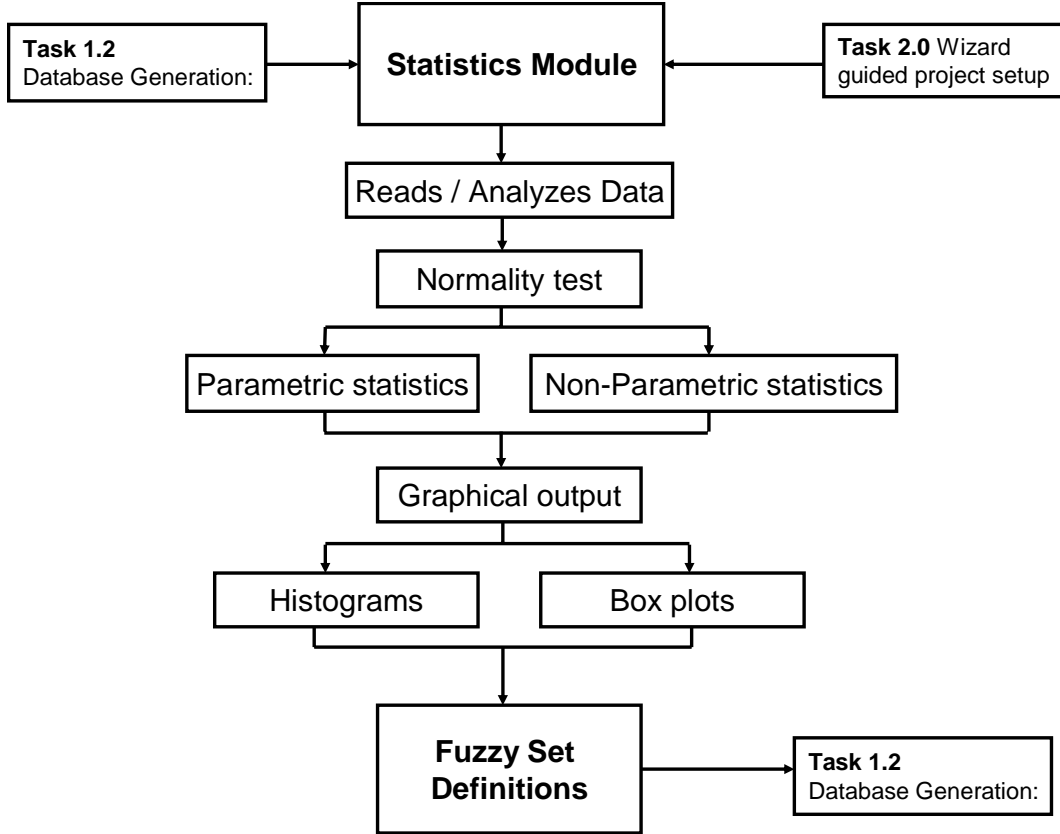 Task 1.2
Database Generation:
Statistics Module
Task 2.0 Wizard
guided project setup
Reads / Analyzes Data
Normality test
Parametric statistics
Non-Parametric statistics
Graphical output
Histograms
Box plots
Fuzzy Set
Definitions
Task 1.2
Database Generation: